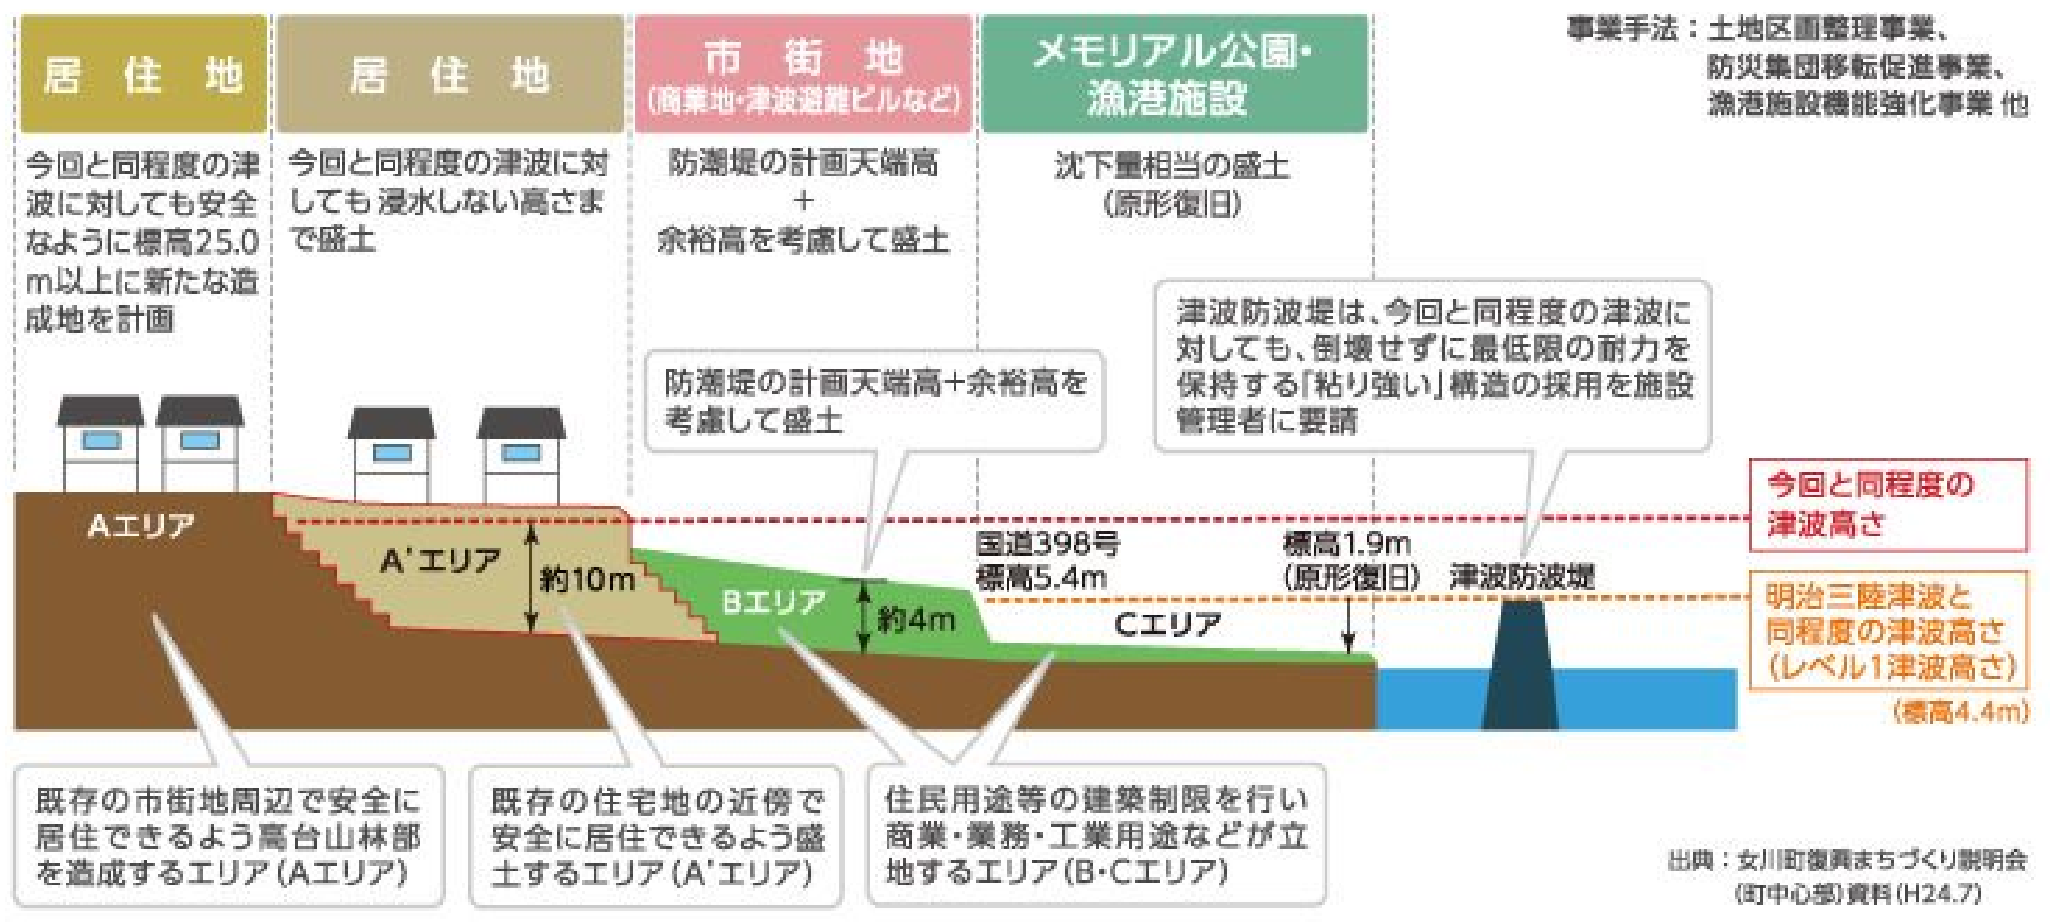 居住地
居住地
市街地
(商業地・津波避難ビルなど)
メモリアル公園・
漁港施設
事業手法：土地区画整理事業、
防災集団移転促進事業、
漁港施設機能強化事業 他
今回と同程度の津
波に対しても安全
なように標高25.0
m以上に新たな造
成地を計画
今回と同程度の津波に対
しても浸水しない高さま
で盛土
防潮堤の計画天端高
+
余裕高を考慮して盛土
沈下量相当の盛土
(原形復旧)
防潮堤の計画天端高+余裕高を
考慮して盛土
津波防波堤は、今回と同程度の津波に
対しても、倒壊せずに最低限の耐力を
保持する「粘り強い」構造の採用を施設
管理者に要請
今回と同程度の
津波高さ
Aエリア
A'エリア
約10m
Bエリア
約4m
国道398号
標高5.4m
標高1.9m
(原形復旧)
津波防波堤
Cエリア
明治三陸津波と
同程度の津波高さ
(レベル1津波高さ)
(標高4.4m)
既存の市街地周辺で安全に
居住できるよう高台山林部
を造成するエリア(Aエリア)
既存の住宅地の近傍で
安全に居住できるよう盛
土するエリア(A'エリア)
住民用途等の建築制限を行い
商業・業務・工業用途などが立
地するエリア(B・Cエリア)
出典：女川町復興まちづくり説明会
(町中心部)資料(H24.7)